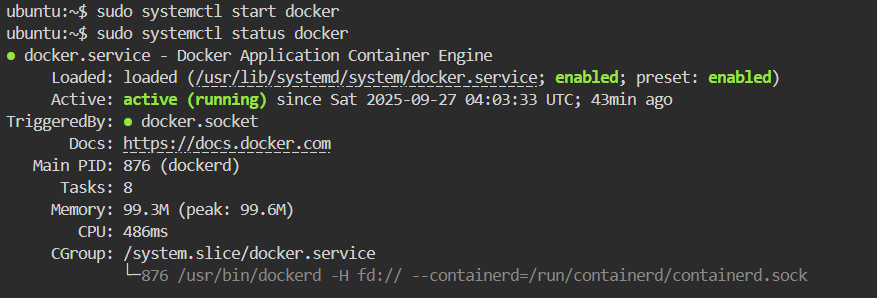 ubuntu:~$ sudo systemctl start docker
ubuntu:~$ sudo systemctl status docker
● docker.service - Docker Application Container Engine
     Loaded: loaded (/usr/lib/systemd/system/docker.service; enabled; preset: enabled)
     Active: active (running) since Sat 2025-09-27 04:03:33 UTC; 43min ago
TriggeredBy: ● docker.socket
       Docs: https://docs.docker.com
   Main PID: 876 (dockerd)
      Tasks: 8
     Memory: 99.3M (peak: 99.6M)
        CPU: 486ms
     CGroup: /system.slice/docker.service
             └─876 /usr/bin/dockerd -H fd:// --containerd=/run/containerd/containerd.sock